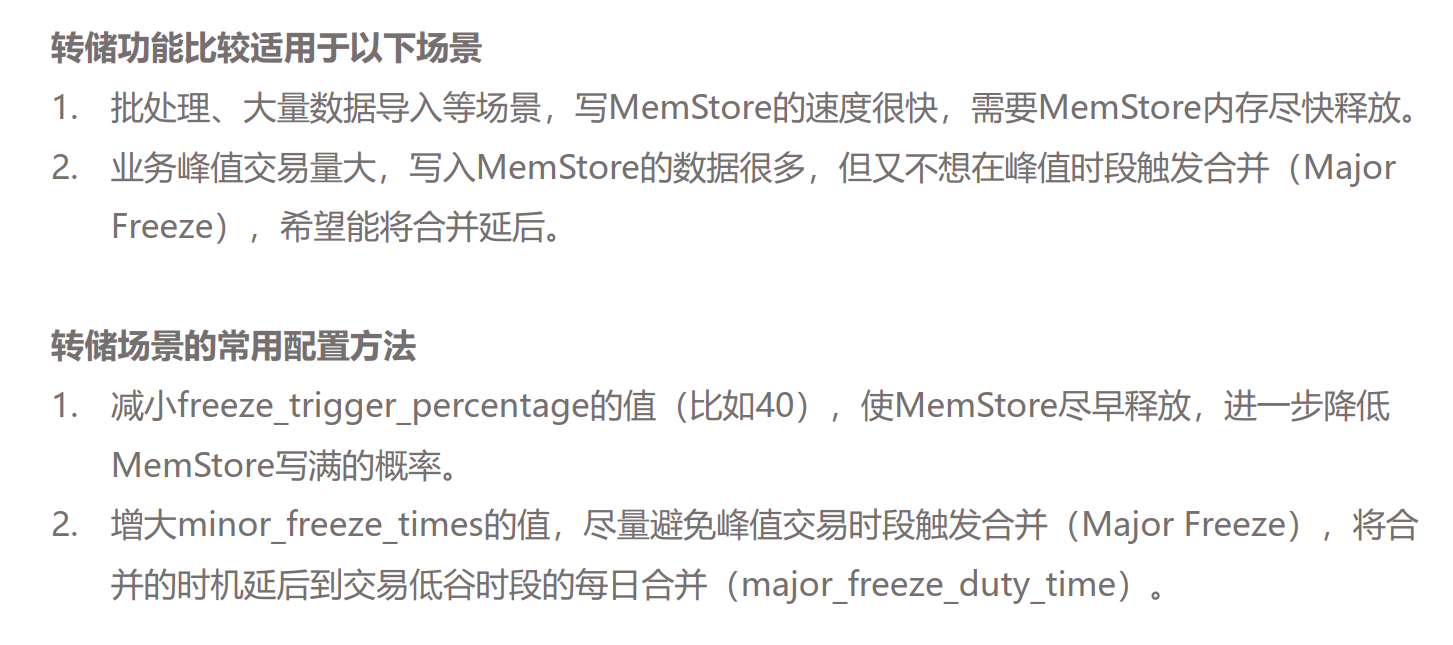 转储功能比较适用于以下场景
1. 批处理、大量数据导入等场景，写MemStore的速度很快，需要MemStore内存尽快释放。
2. 业务峰值交易量大，写入MemStore的数据很多，但又不想在峰值时段触发合并（Major
Freeze），希望能将合并延后。
转储场景的常用配置方法
1. 减小freeze_trigger_percentage的值（比如40），使MemStore尽早释放，进一步降低
MemStore写满的概率。
2. 增大minor_freeze_times的值，尽量避免峰值交易时段触发合并（Major Freeze），将合
并的时机延后到交易低谷时段的每日合并（major_freeze_duty_time）。